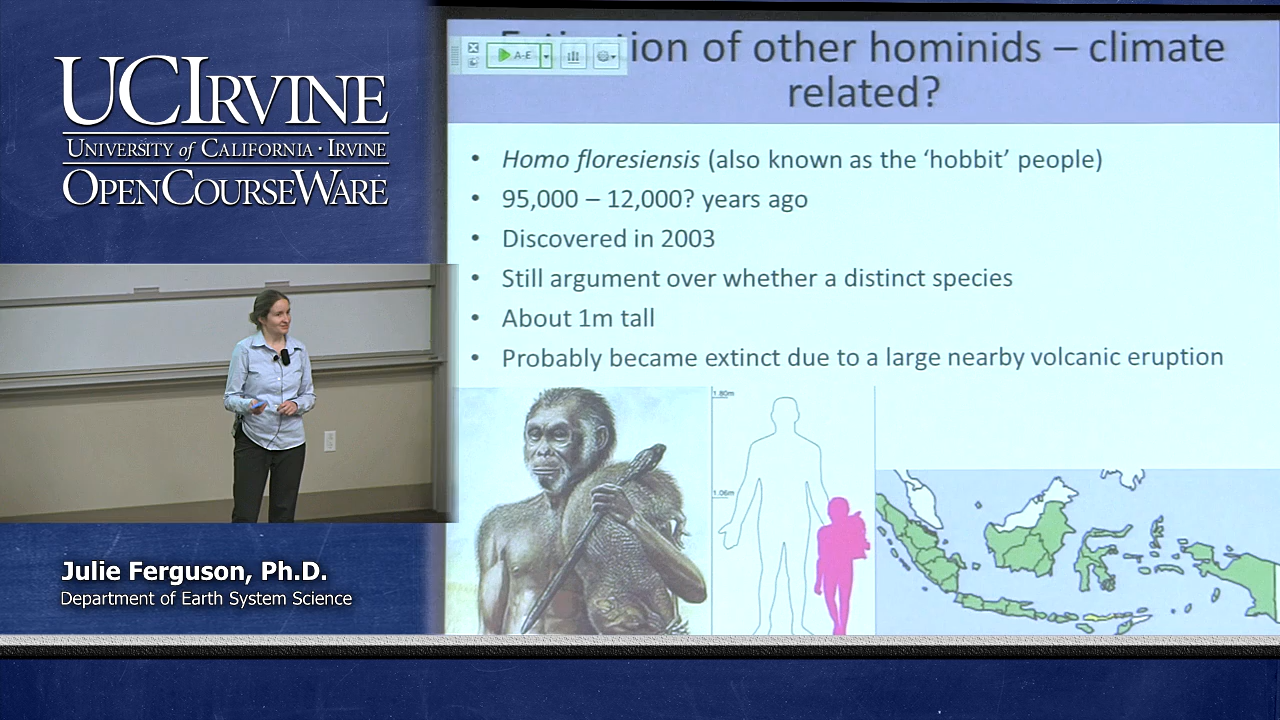 UCIRVINE
UNIVERSITY of CALIFORNIA · IRVINE
OPENCOURSEWARE
A-E
ion of other hominids – climate
related?
• Homo floresiensis (also known as the ‘hobbit’ people)
• 95,000 – 12,000? years ago
• Discovered in 2003
• Still argument over whether a distinct species
• About 1m tall
• Probably became extinct due to a large nearby volcanic eruption
1.80m
1.06m
Julie Ferguson, Ph.D.
Department of Earth System Science